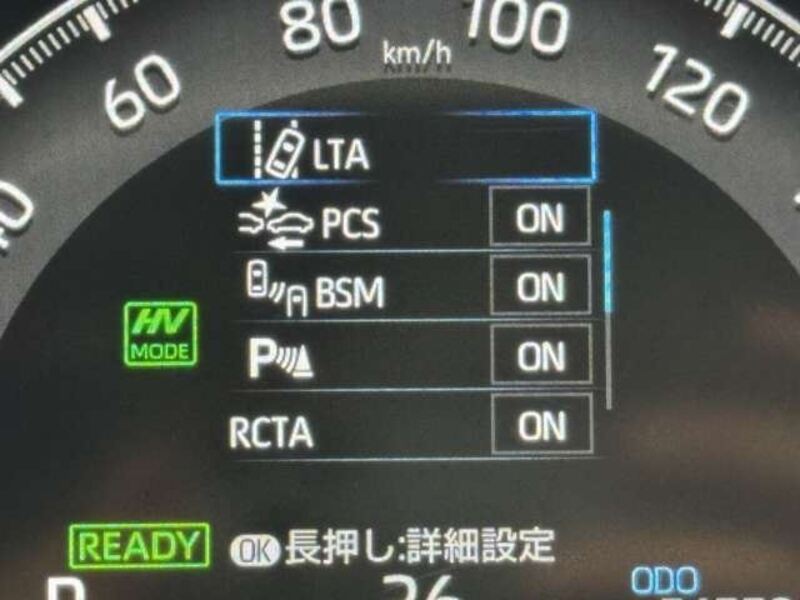 80 100
km/h
60 120
LTA
PCS ON
BSM ON
HV
MODE
P ON
RCTA ON
READY OK 長押し:詳細設定
ODO